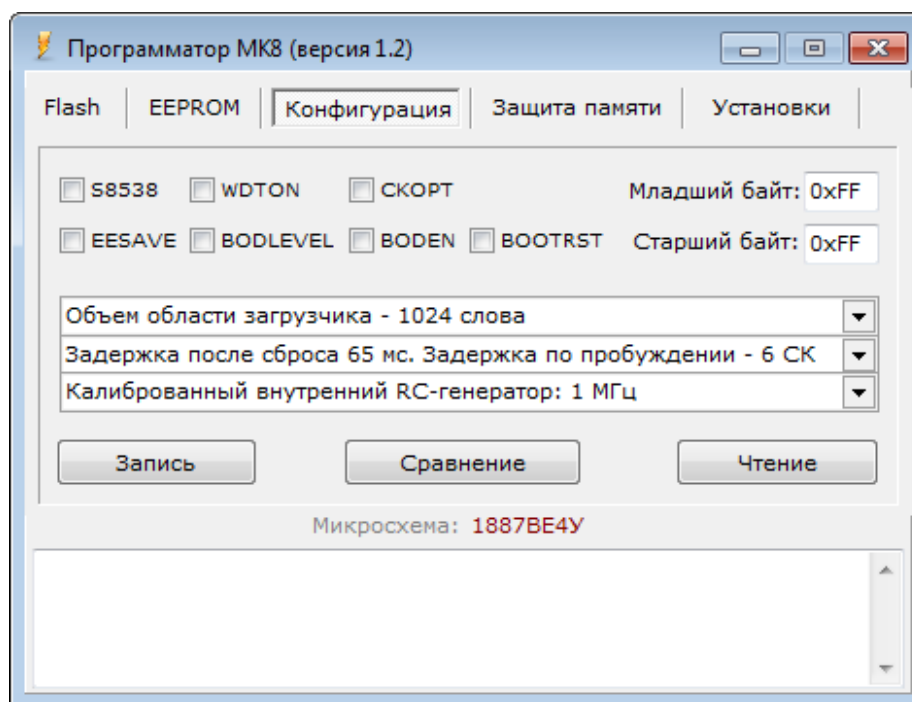 Программатор МК8 (версия 1.2)
Flash EEPROM Конфигурация Защита памяти Установки
S8538 WDTON CKOPT Младший байт: 0xFF
EESAVE BODLEVEL BODEN BOOTRST Старший байт: 0xFF
Объем области загрузчика - 1024 слова
Задержка после сброса 65 мс. Задержка по пробуждении - 6 СК
Калиброванный внутренний RC-генератор: 1 МГц
Запись Сравнение Чтение
Микросхема: 1887ВЕ4У